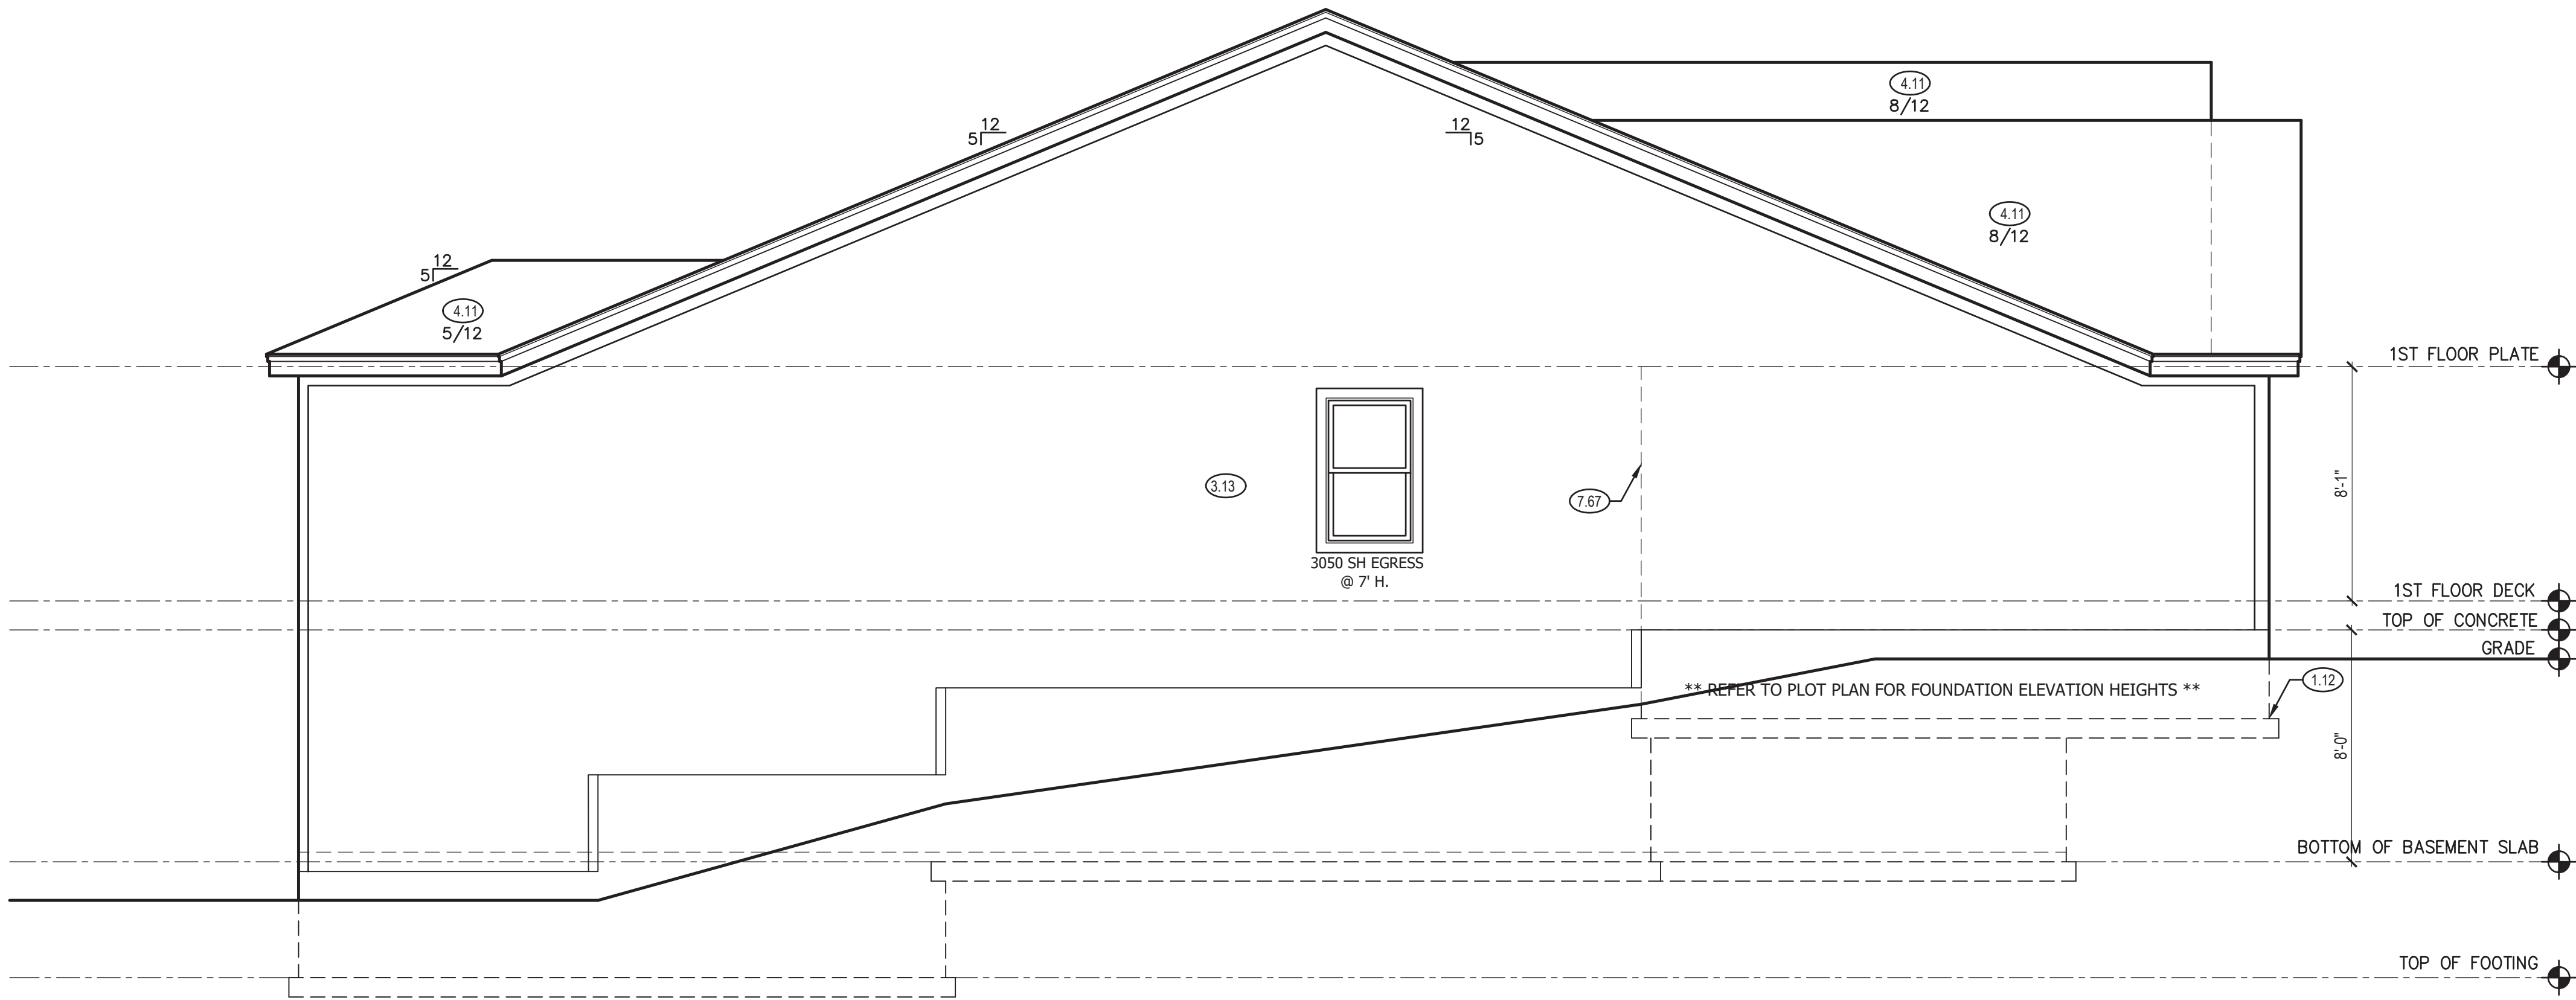 4.11
8/12
12
5
12
5
4.11
8/12
12
5
4.11
5/12
1ST FLOOR PLATE
3.13
7.67
8'-1"
3050 SH EGRESS
@ 7' H.
1ST FLOOR DECK
TOP OF CONCRETE
GRADE
** REFER TO PLOT PLAN FOR FOUNDATION ELEVATION HEIGHTS **
1.12
8'-0"
BOTTOM OF BASEMENT SLAB
TOP OF FOOTING